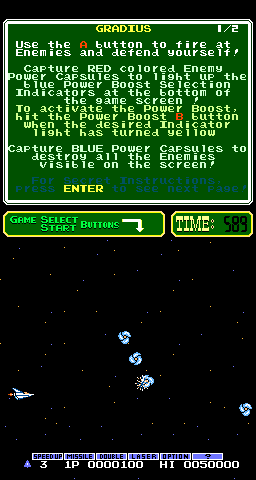 GRADIUS 1/2
Use the A button to fire at
Enemies and defend yourself!
Capture RED colored Enemy
Power Capsules to light up the
blue Power Boost Selection
Indicators at the bottom of
the game screen !
To activate the Power Boost,
hit the Power Boost B button
when the desired Indicator
light has turned yellow
Capture BLUE Power Capsules to
destroy all the Enemies
visible on the screen!
For Secret Instructions,
Press ENTER to see next page!
GAME SELECT
START BUTTONS
TIME: 589
SPEEDUP MISSILE DOUBLE LASER OPTION ?
3 1P 0000100 HI 0050000